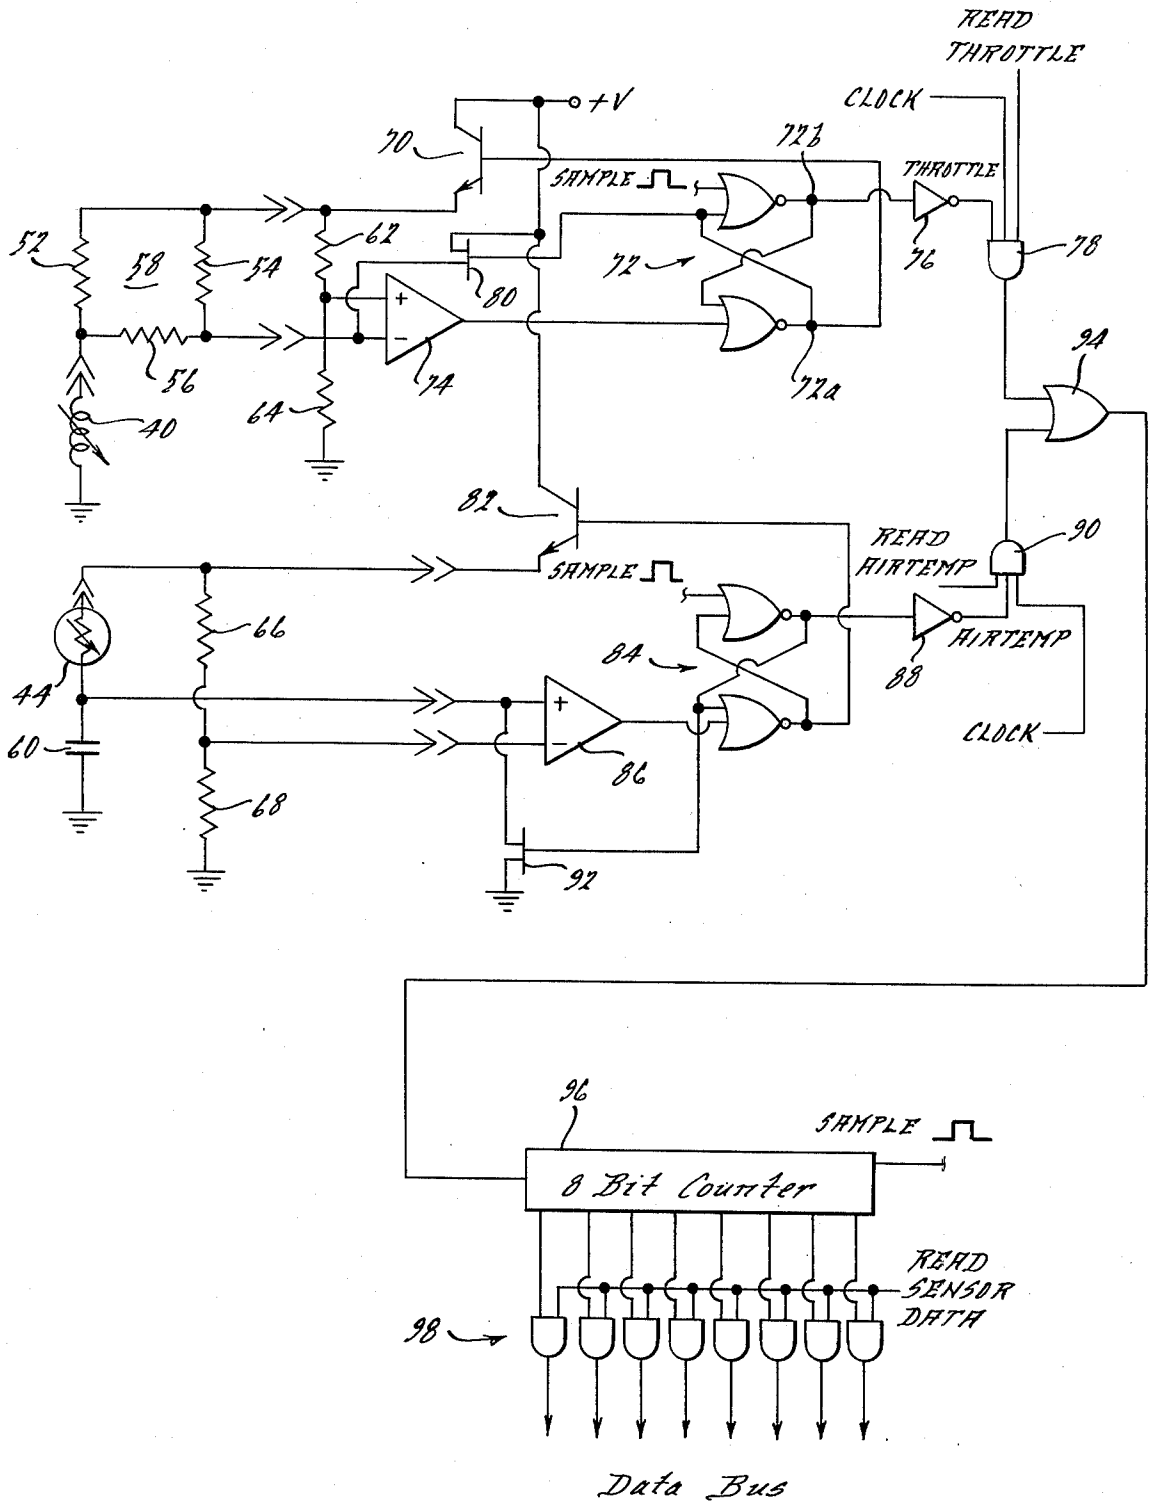 READ
THROTTLE
CLOCK
+V
70
72b
SAMPLE
THROTTLE
52
58
54
62
80
72
76
78
+
−
56
74
72a
94
64
40
82
READ
AIRTEMP
90
SAMPLE
66
84
88
AIRTEMP
44
+
−
CLOCK
60
86
68
92
96
SAMPLE
8 Bit Counter
READ
SENSOR
DATA
98
Data Bus